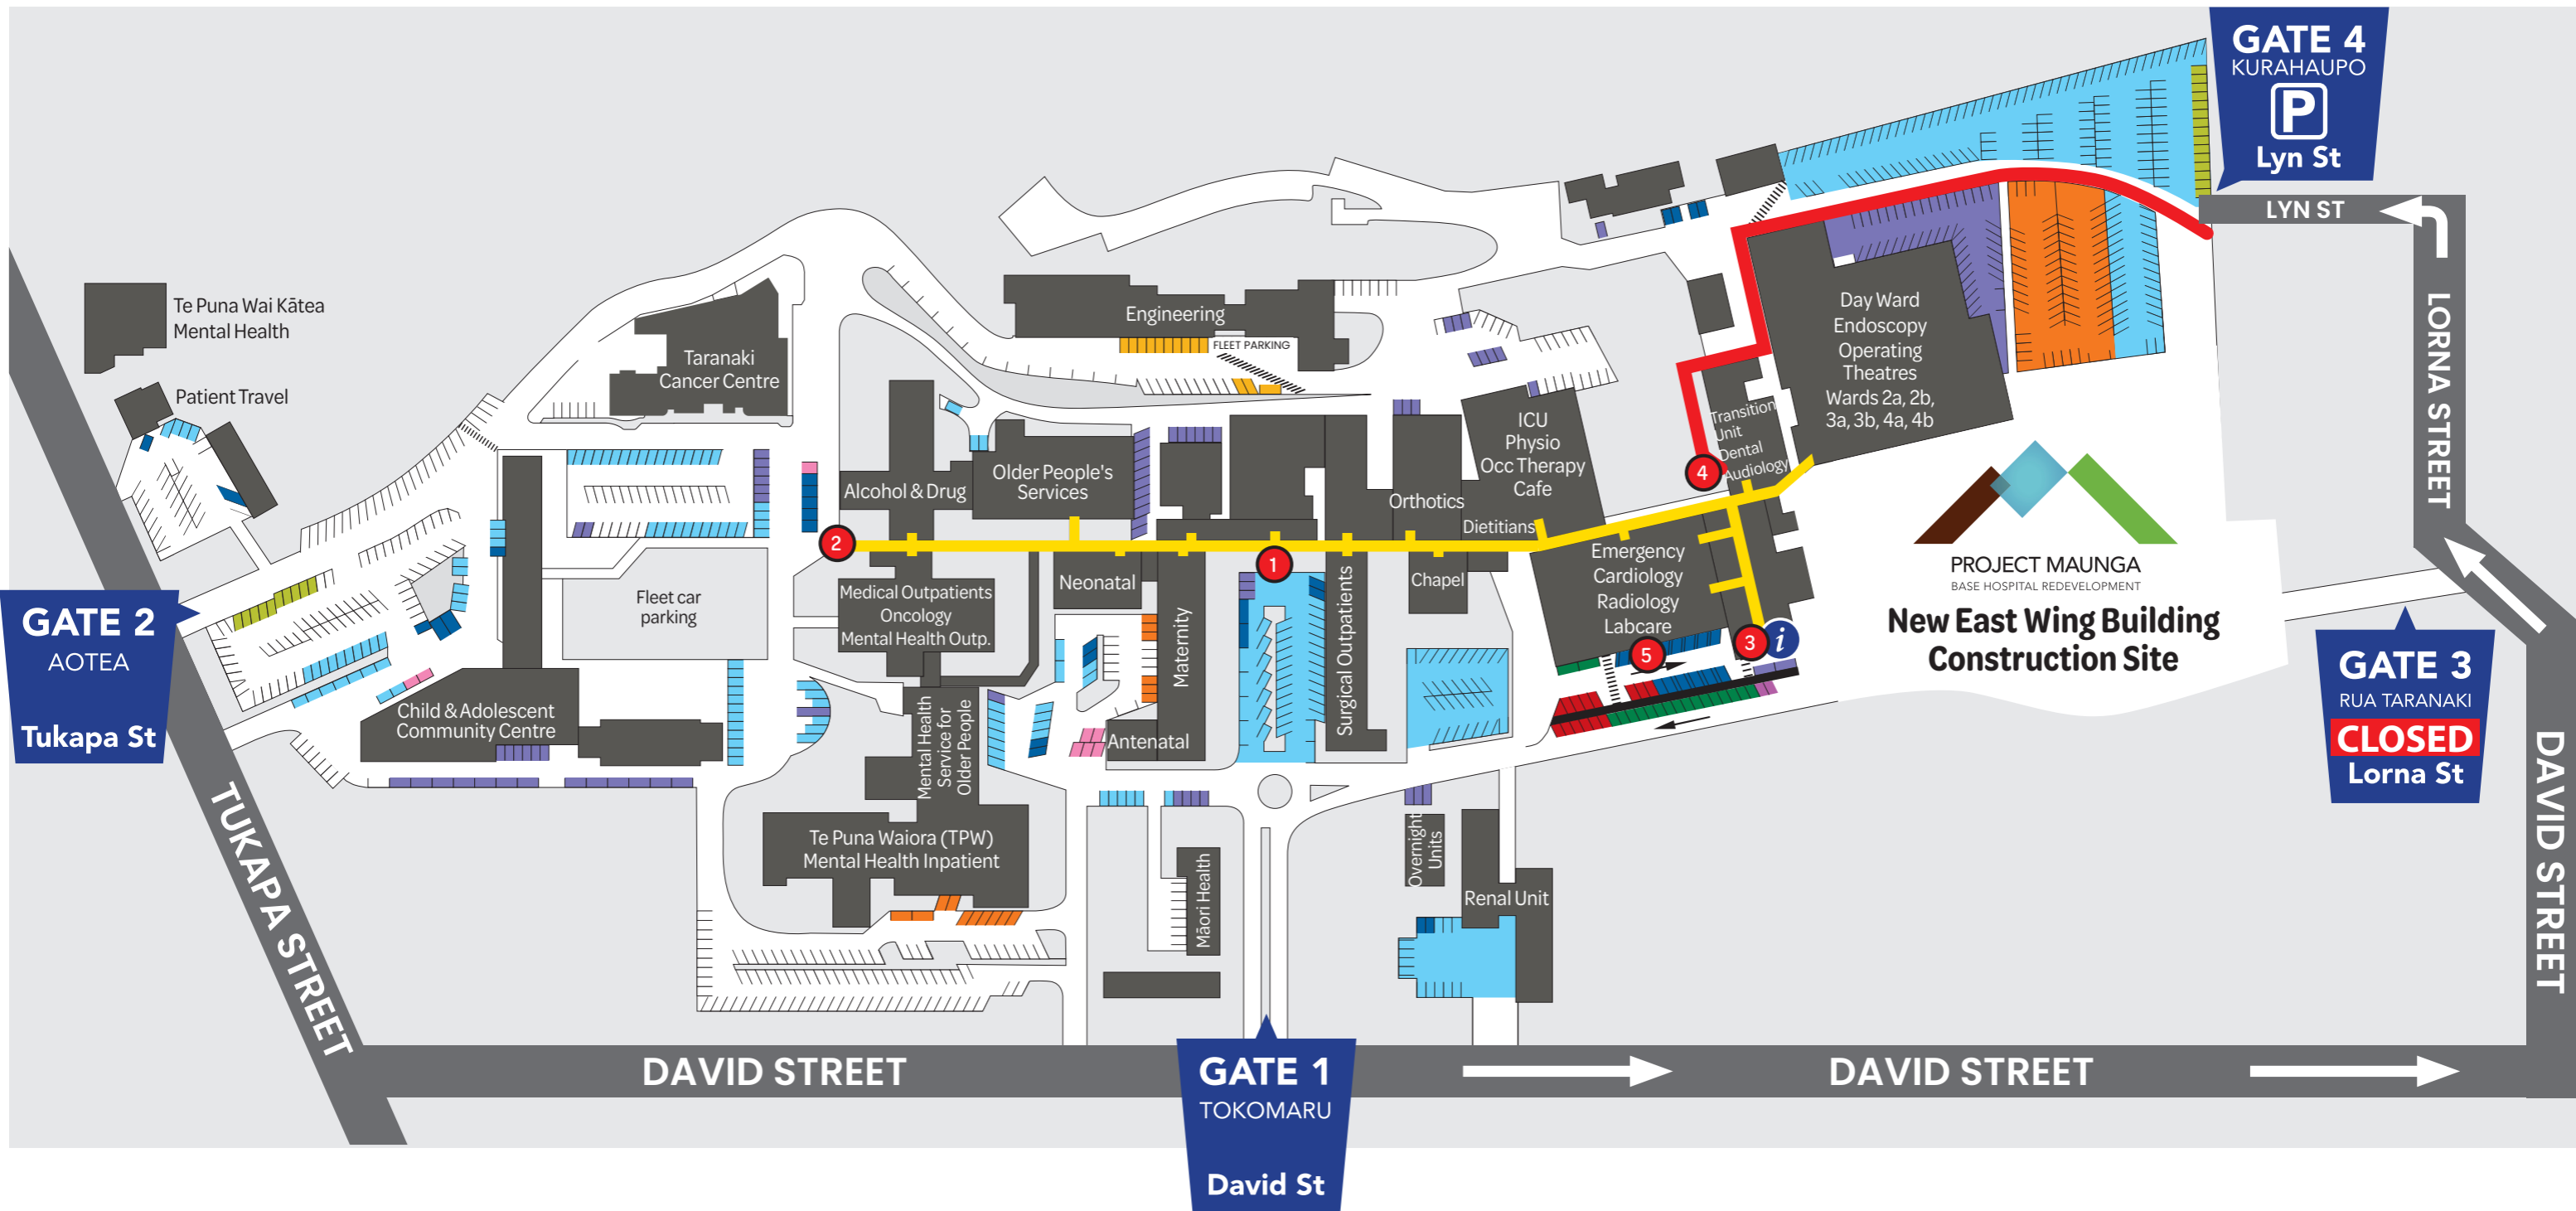 GATE 4
KURAHAUPO
P
Lyn St
LYN ST
LORNA STREET
Te Puna Wai Kātea
Mental Health
Patient Travel
Taranaki
Cancer Centre
Engineering
FLEET PARKING
Day Ward
Endoscopy
Operating
Theatres
Wards 2a, 2b,
3a, 3b, 4a, 4b
Transition
Unit
Dental
Audiology
4
ICU
Physio
Occ Therapy
Cafe
Orthotics
Dietitians
Older People's
Services
Alcohol & Drug
2
1
Emergency
Cardiology
Radiology
Labcare
5
3
i
Chapel
Surgical Outpatients
Maternity
Neonatal
Antenatal
Medical Outpatients
Oncology
Mental Health Outp.
Fleet car
parking
PROJECT MAUNGA
BASE HOSPITAL REDEVELOPMENT
New East Wing Building
Construction Site
GATE 2
AOTEA
Tukapa St
GATE 3
RUA TARANAKI
CLOSED
Lorna St
Child & Adolescent
Community Centre
Mental Health
Service for
Older People
Te Puna Waiora (TPW)
Mental Health Inpatient
Māori Health
Overnight
Units
Renal Unit
TUKAPA STREET
DAVID STREET
DAVID STREET
DAVID STREET
GATE 1
TOKOMARU
David St